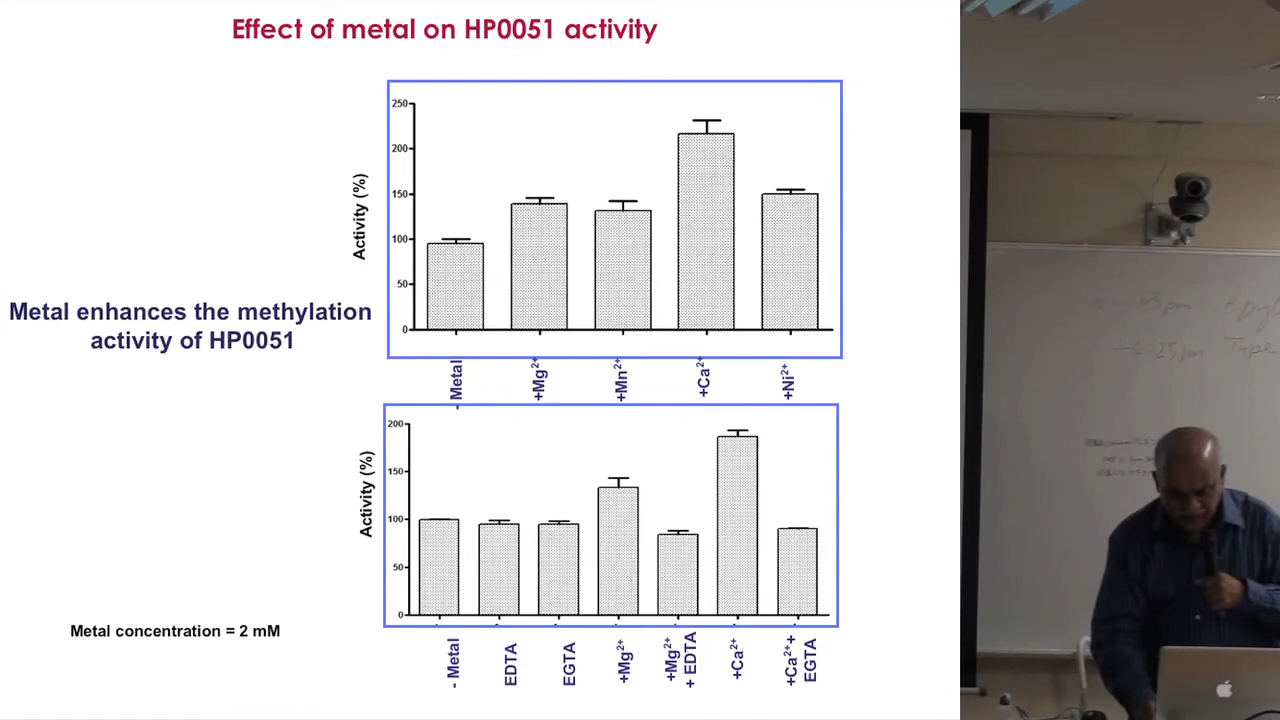 Effect of metal on HP0051 activity
250
200
150
100
50
0
Activity (%)
- Metal
+Mg2+
+Mn2+
+Ca2+
+Ni2+
Metal enhances the methylation
activity of HP0051
200
150
100
50
0
Activity (%)
- Metal
EDTA
EGTA
+Mg2+
+Mg2+
+ EDTA
+Ca2+
+Ca2++
EGTA
Metal concentration = 2 mM
Type